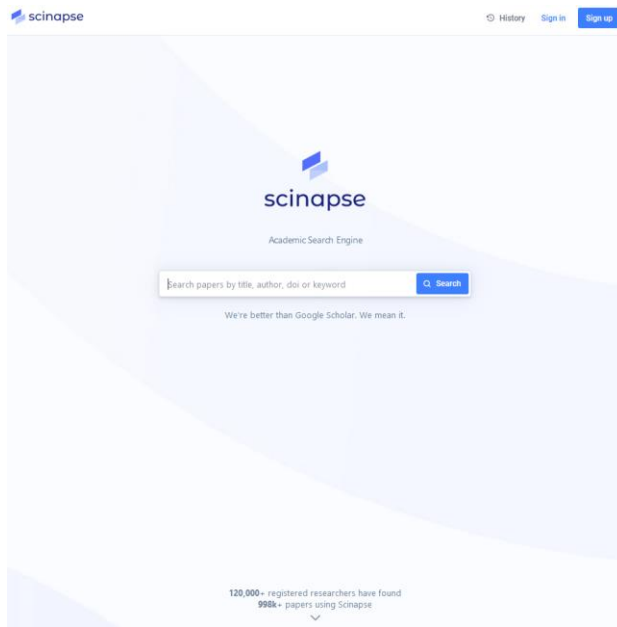 scinapse
History Sign in Sign up
scinapse
Academic Search Engine
Search papers by title, author, doi or keyword
Search
We're better than Google Scholar. We mean it.
120,000+ registered researchers have found
998k+ papers using Scinapse